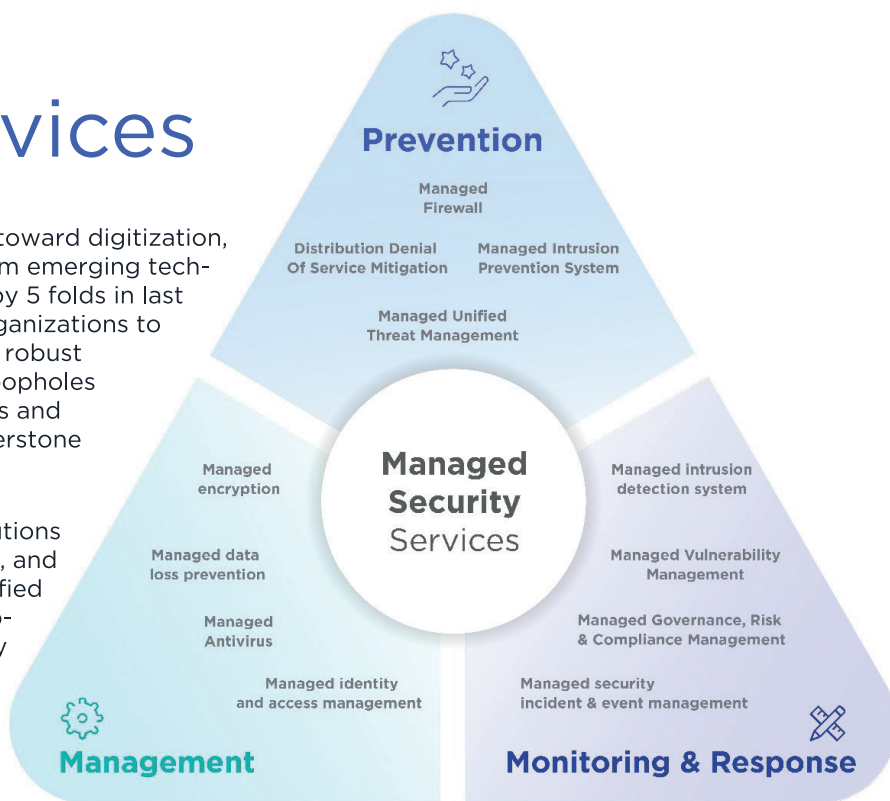 vices
toward digitization,
m emerging tech-
by 5 folds in last
ganizations to
robust
opholes
s and
erstone
utions
, and
fied
y
Prevention
Managed
Firewall
Distribution Denial
Of Service Mitigation
Managed Intrusion
Prevention System
Managed Unified
Threat Management
Managed
Security
Services
Managed
encryption
Managed data
loss prevention
Managed
Antivirus
Managed identity
and access management
Management
Managed intrusion
detection system
Managed Vulnerability
Management
Managed Governance, Risk
& Compliance Management
Managed security
incident & event management
Monitoring & Response